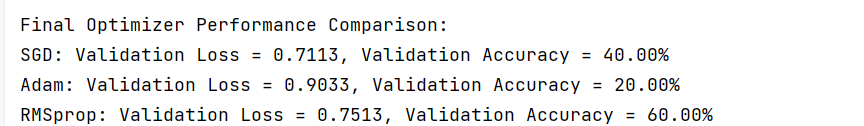 Final Optimizer Performance Comparison:
SGD: Validation Loss = 0.7113, Validation Accuracy = 40.00%
Adam: Validation Loss = 0.9033, Validation Accuracy = 20.00%
RMSprop: Validation Loss = 0.7513, Validation Accuracy = 60.00%